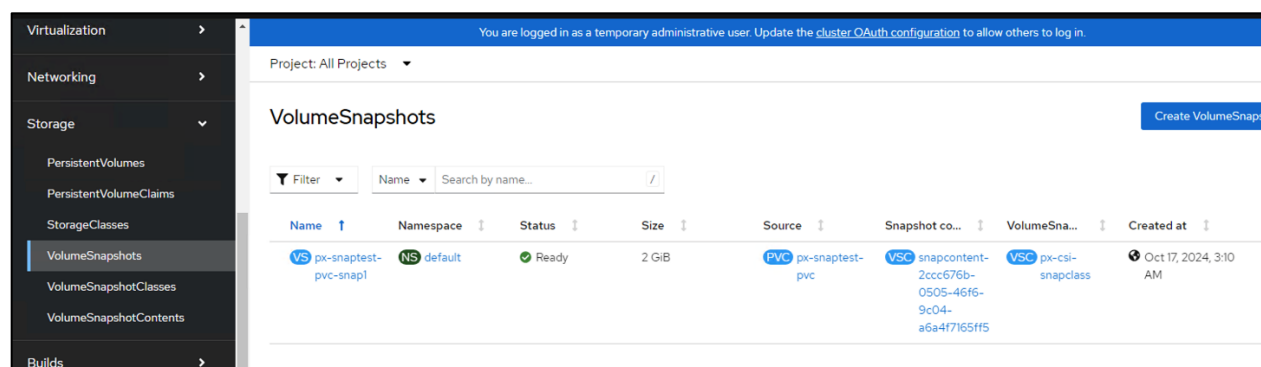 Virtualization
You are logged in as a temporary administrative user. Update the cluster OAuth configuration to allow others to log in.
Project: All Projects
Networking
Storage
VolumeSnapshots
Create VolumeSnaps
PersistentVolumes
PersistentVolumeClaims
StorageClasses
VolumeSnapshots
VolumeSnapshotClasses
VolumeSnapshotContents
Builds
Filter
Name
Search by name...
/
Name Namespace Status Size Source Snapshot co... VolumeSna... Created at
VS px-snaptest- NS default Ready 2 GiB PVC px-snaptest- VSC snapcontent- VSC px-csi- Oct 17, 2024, 3:10
pvc-snap1 pvc 2ccc676b- snapclass AM
0505-46f6-
9c04-
a6a4f7165ff5